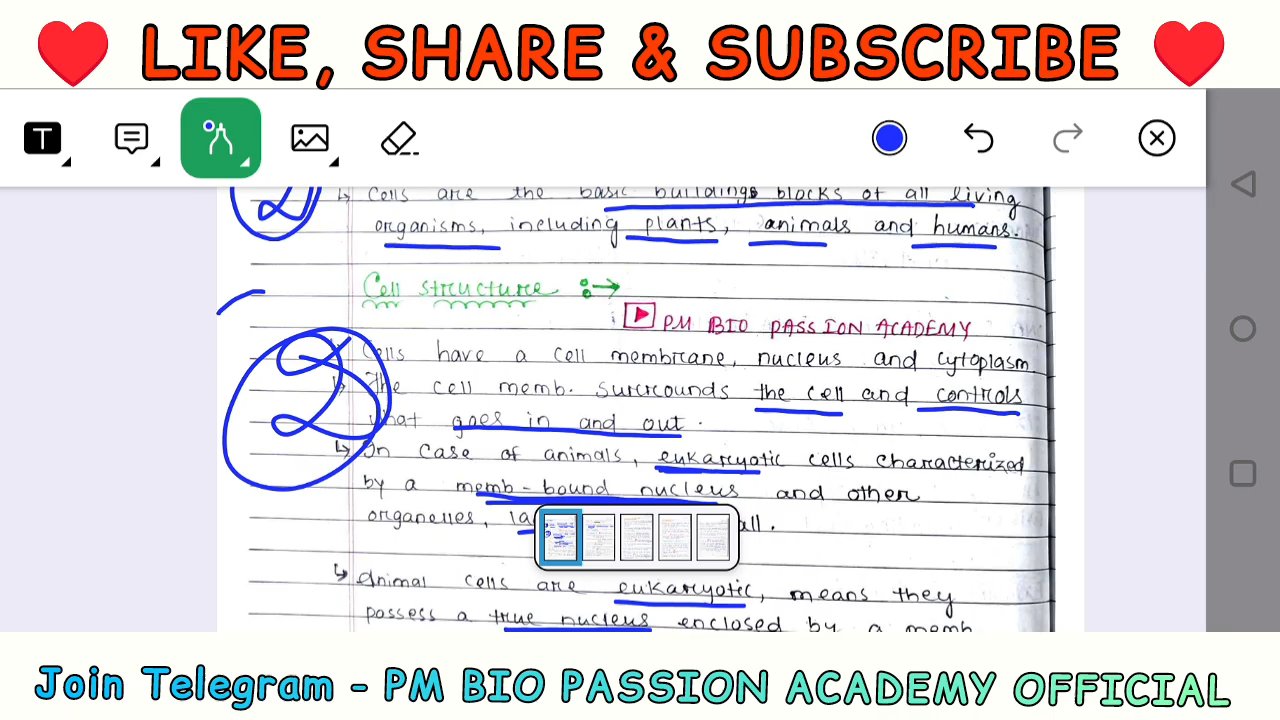 LIKE, SHARE & SUBSCRIBE
T
Cells are the basic buildings blocks of all living
organisms, including plants, animals and humans.
Cell structure :→
PM BIO PASSION ACADEMY
Cells have a cell membrane, nucleus and cytoplasm
↳ The cell memb. surrounds the cell and controls
what goes in and out.
↳ In case of animals, eukaryotic cells characterized
by a memb-bound nucleus and other
organelles, all.
↳ Animal cells are eukaryotic, means they
possess a true nucleus enclosed by a memb
Join Telegram - PM BIO PASSION ACADEMY OFFICIAL